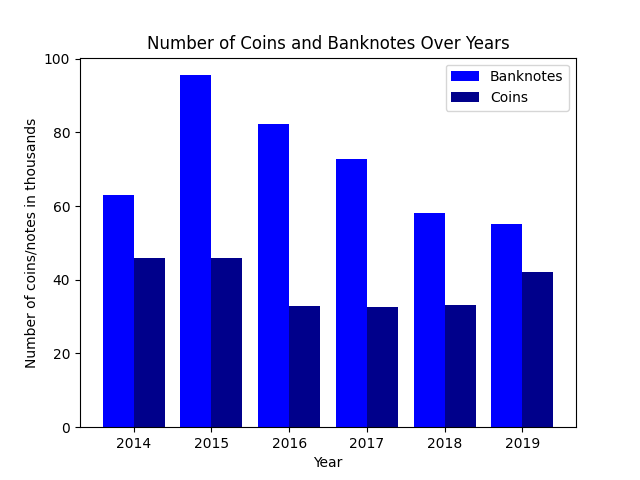 Number of Coins and Banknotes Over Years
Banknotes
Coins
Number of coins/notes in thousands
100
80
60
40
20
0
2014 2015 2016 2017 2018 2019
Year